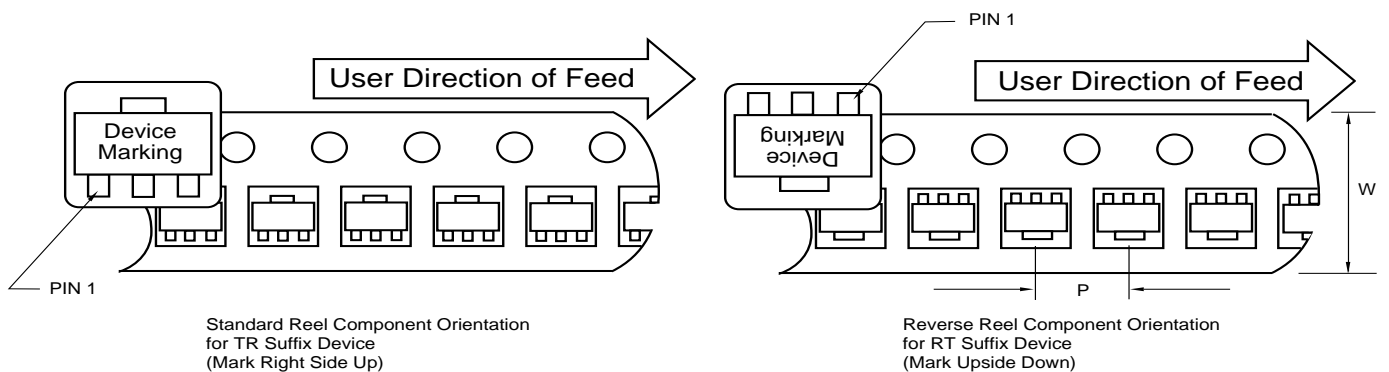 User Direction of Feed
Device
Marking
PIN 1
Standard Reel Component Orientation
for TR Suffix Device
(Mark Right Side Up)
PIN 1
User Direction of Feed
Device
Marking
W
P
Reverse Reel Component Orientation
for RT Suffix Device
(Mark Upside Down)